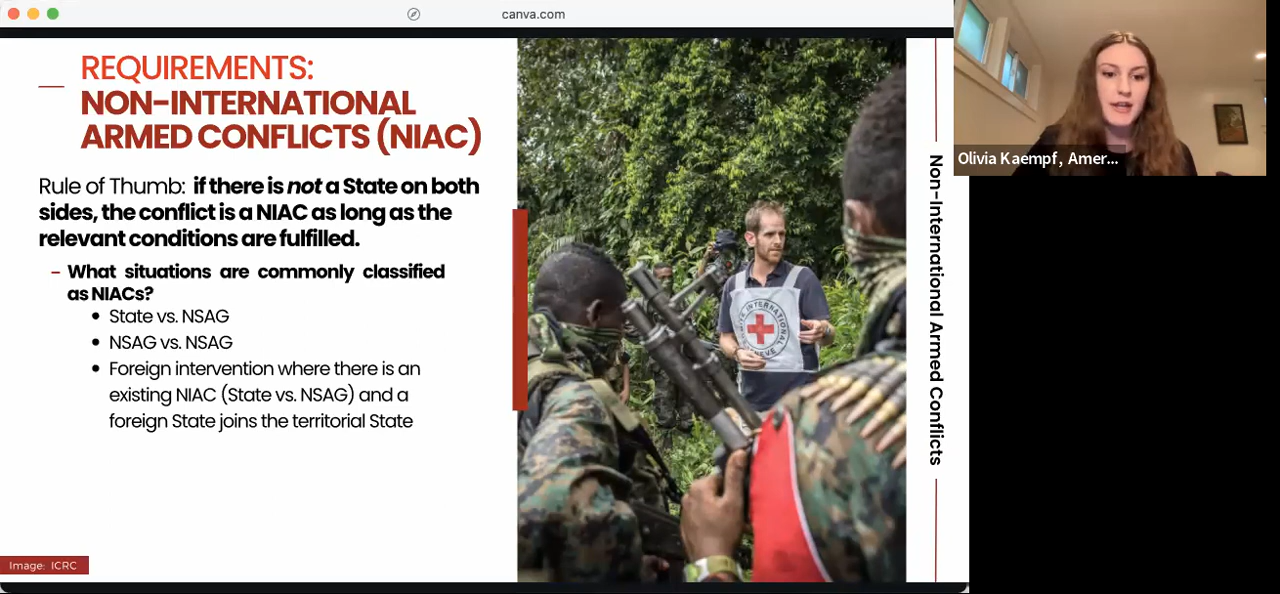 canva.com
REQUIREMENTS:
NON-INTERNATIONAL
ARMED CONFLICTS (NIAC)
Rule of Thumb: if there is not a State on both
sides, the conflict is a NIAC as long as the
relevant conditions are fulfilled.
– What situations are commonly classified
as NIACs?
• State vs. NSAG
• NSAG vs. NSAG
• Foreign intervention where there is an
existing NIAC (State vs. NSAG) and a
foreign State joins the territorial State
Image: ICRC
INTERNATIONAL
Non-International Armed Conflicts
Olivia Kaempf, Amer...